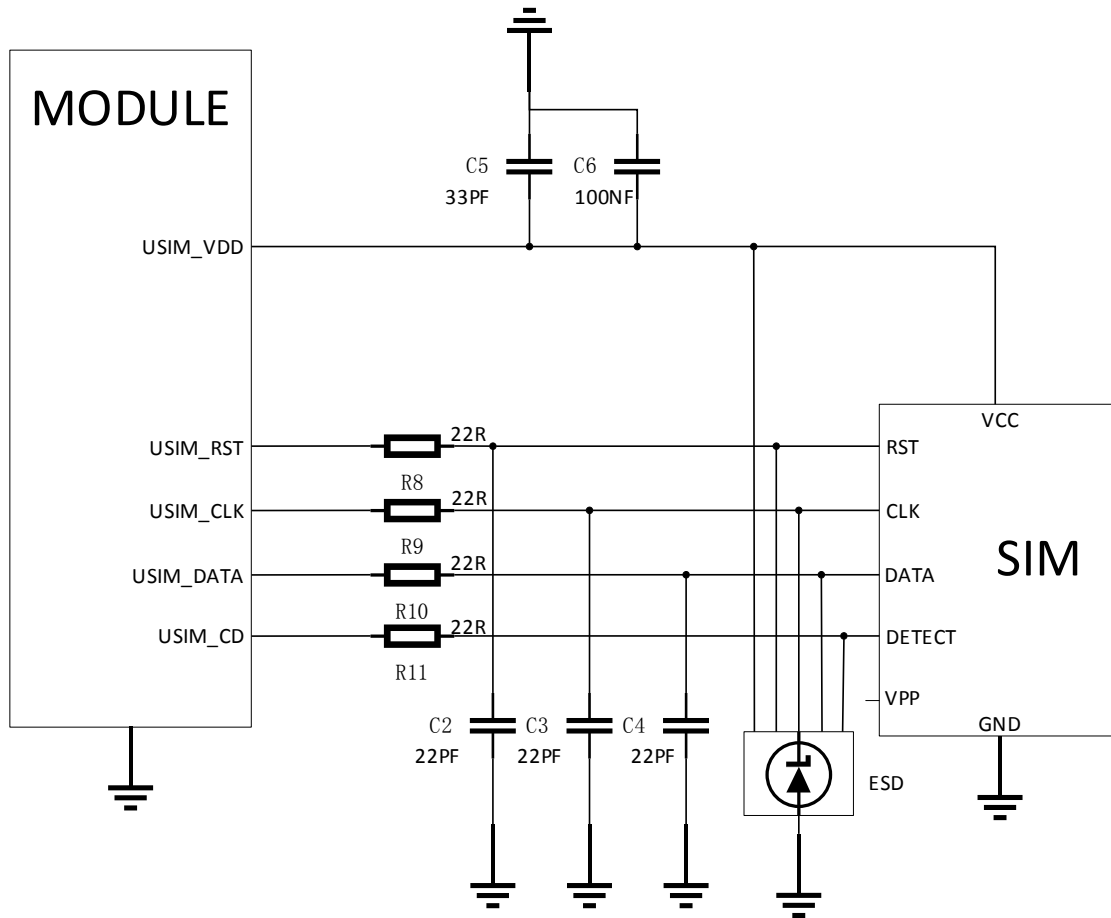 MODULE
C5
33PF
C6
100NF
USIM_VDD
VCC
USIM_RST
22R
RST
R8
USIM_CLK
22R
CLK
R9
USIM_DATA
22R
DATA
SIM
R10
USIM_CD
22R
DETECT
R11
VPP
C2
22PF
C3
22PF
C4
22PF
GND
ESD